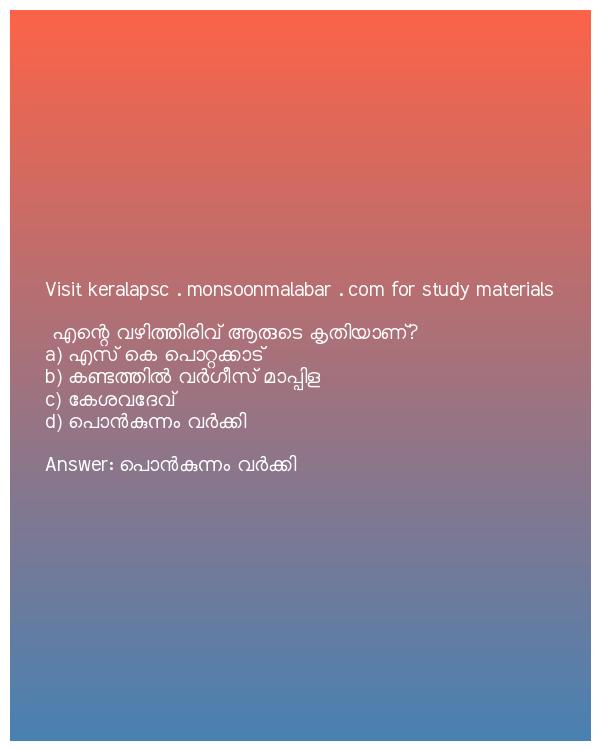 Visit keralapsc . monsoonmalabar . com for study materials
എന്റെ വഴിത്തിരിവ് ആരുടെ കൃതിയാണ്?
a) എസ് കെ പൊറ്റക്കാട്
b) കണ്ടത്തിൽ വർഗീസ് മാപ്പിള
c) കേശവദേവ്
d) പൊൻകുന്നം വർക്കി
Answer: പൊൻകുന്നം വർക്കി